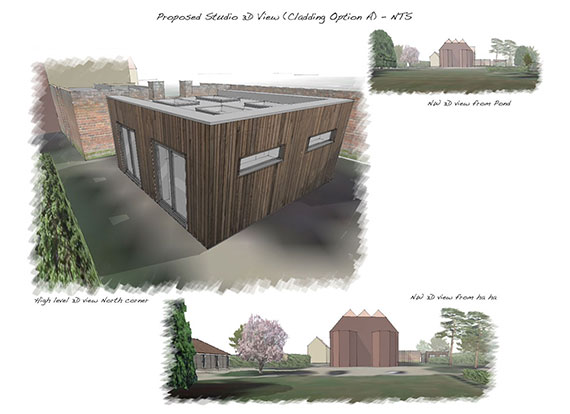 Proposed Studio 3D View (Cladding Option A) - NTS
NW 3D view from Pond
High level 3D view North corner
NW 3D view from ha ha